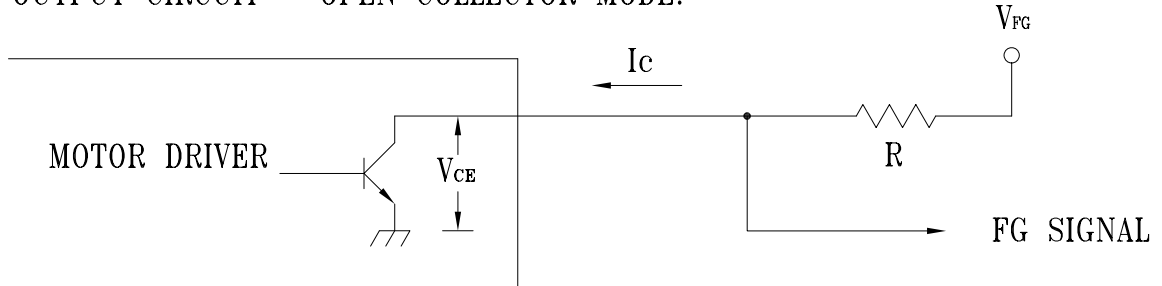 OUTPUT CIRCUIT - OPEN COLLECTOR MODE:
VFG
Ic
MOTOR DRIVER
VCE
R
FG SIGNAL